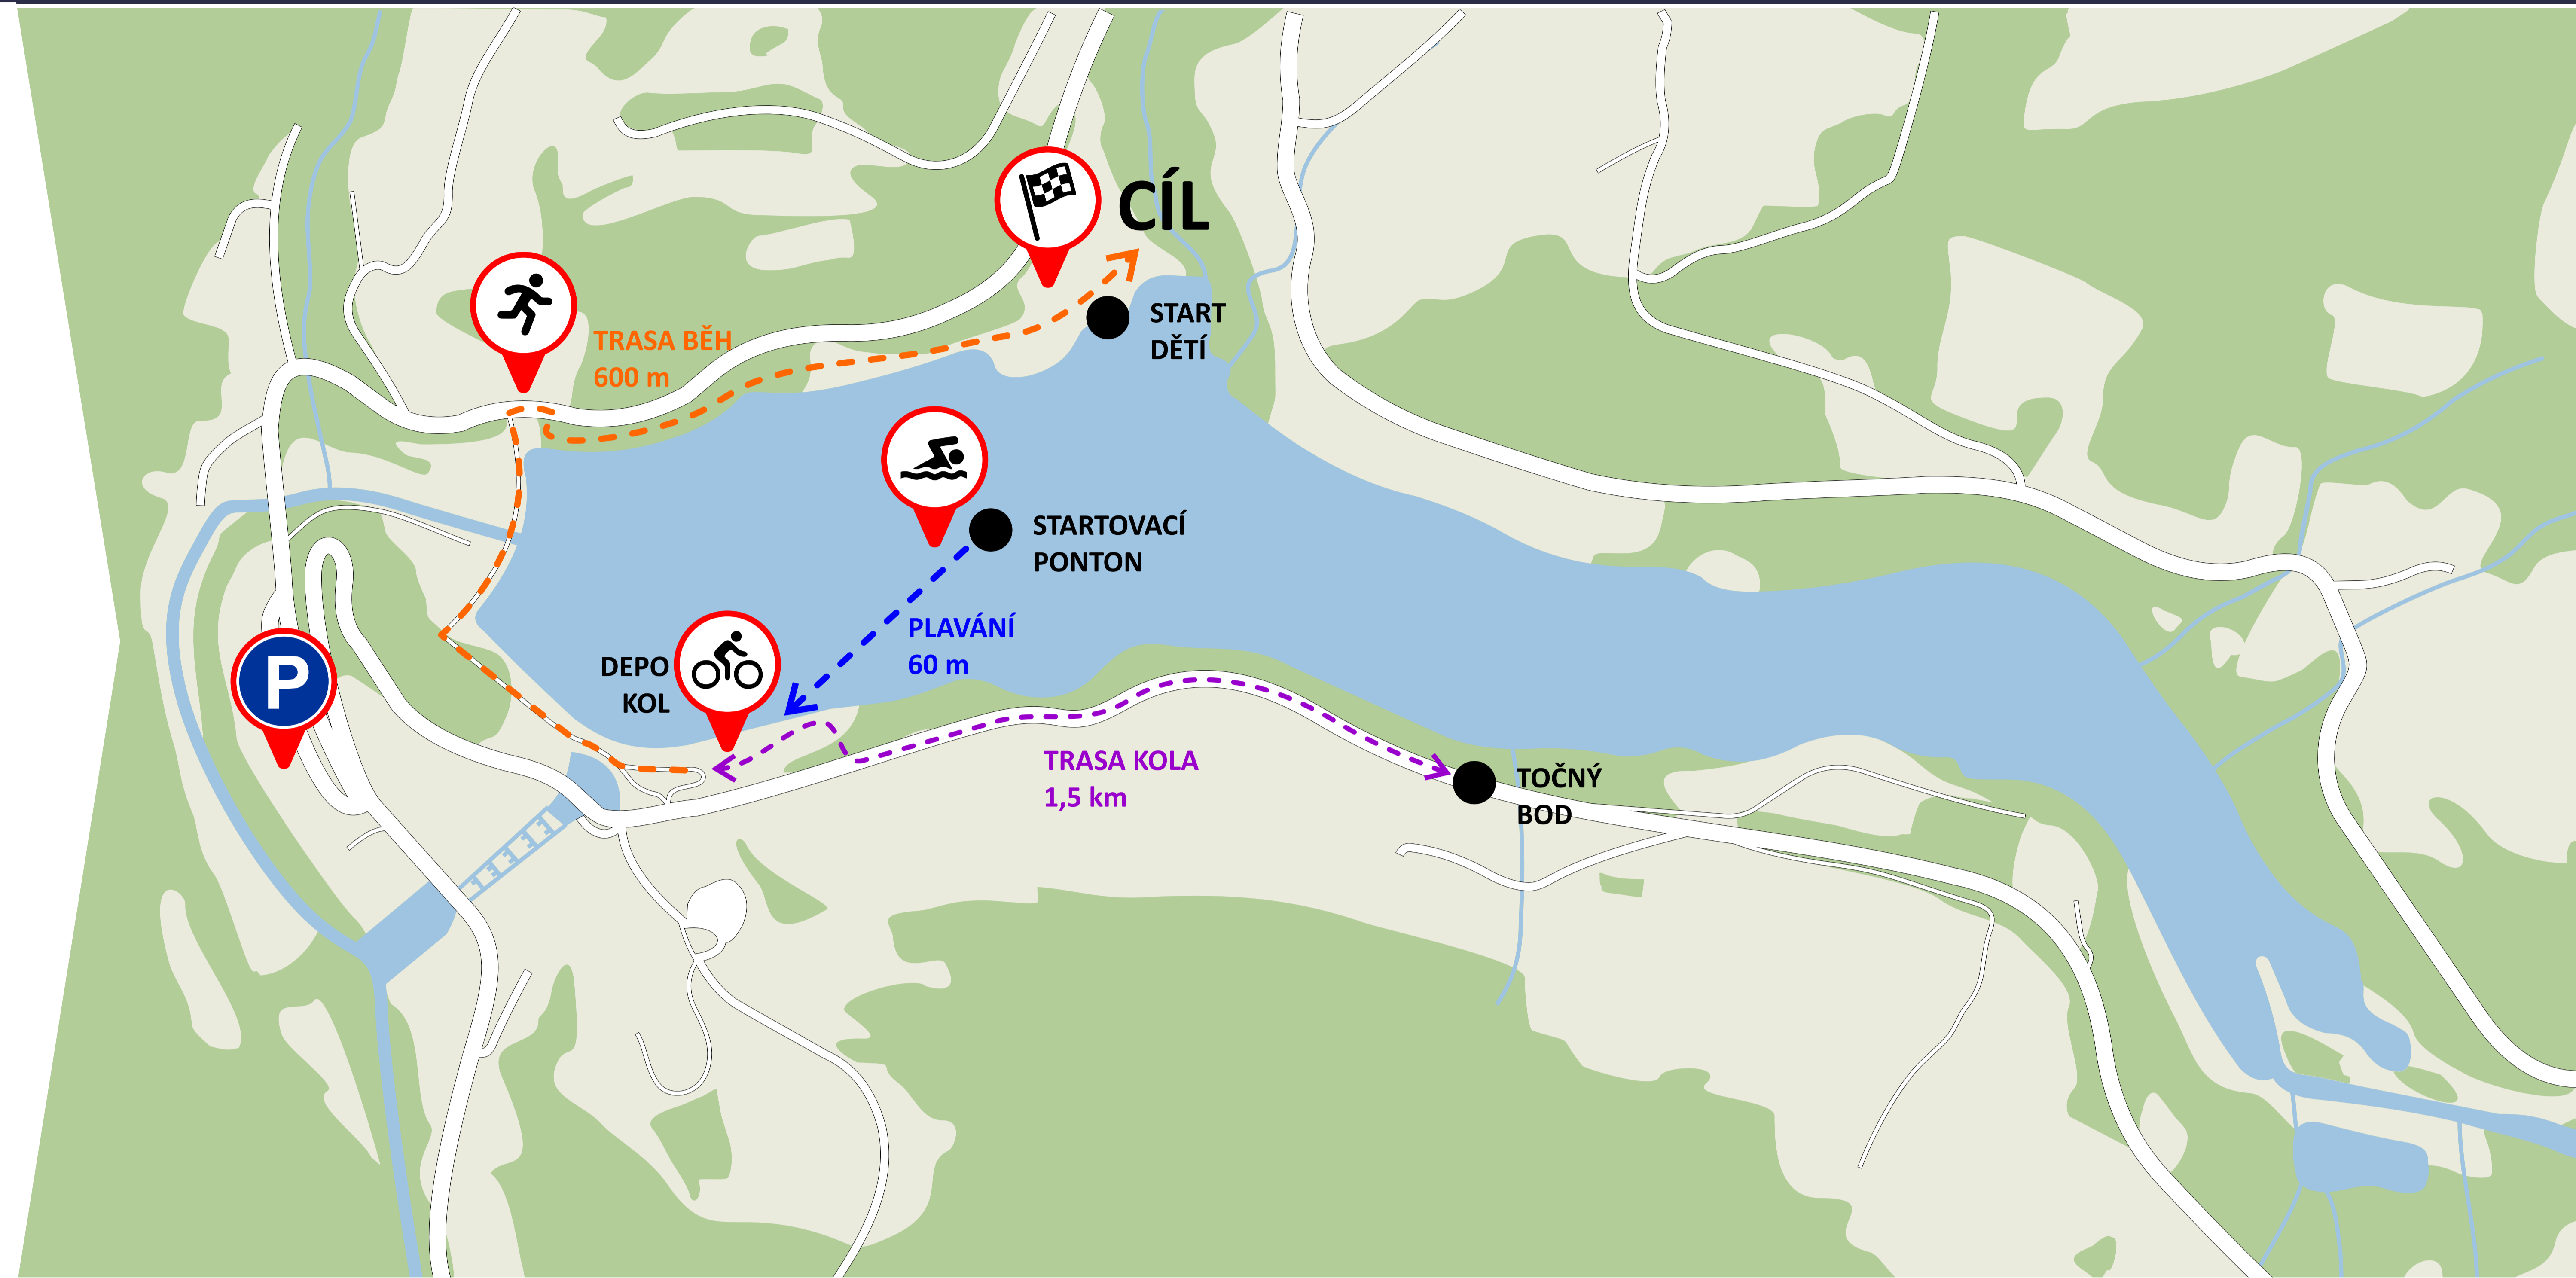 CÍL
START
DĚTÍ
TRASA BĚH
600 m
STARTOVACÍ
PONTON
PLAVÁNÍ
60 m
DEPO
KOL
P
TRASA KOLA
1,5 km
TOČNÝ
BOD